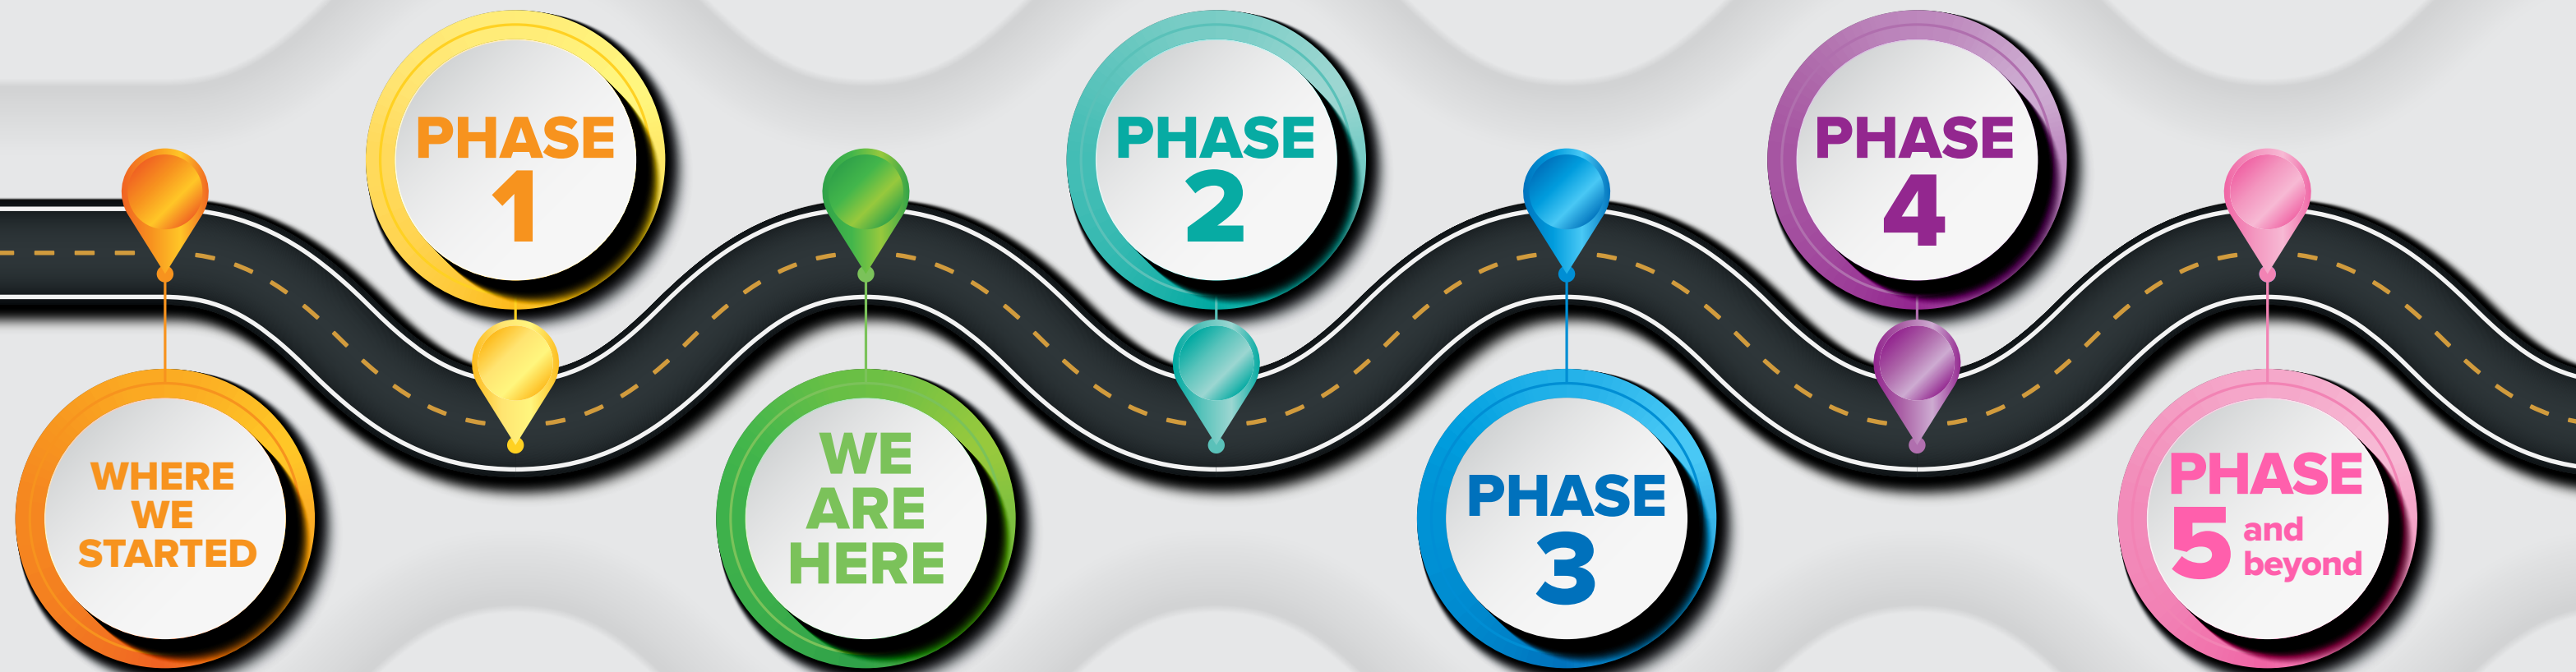 WHERE
WE
STARTED
PHASE
1
WE
ARE
HERE
PHASE
2
PHASE
3
PHASE
4
PHASE
5 and
beyond